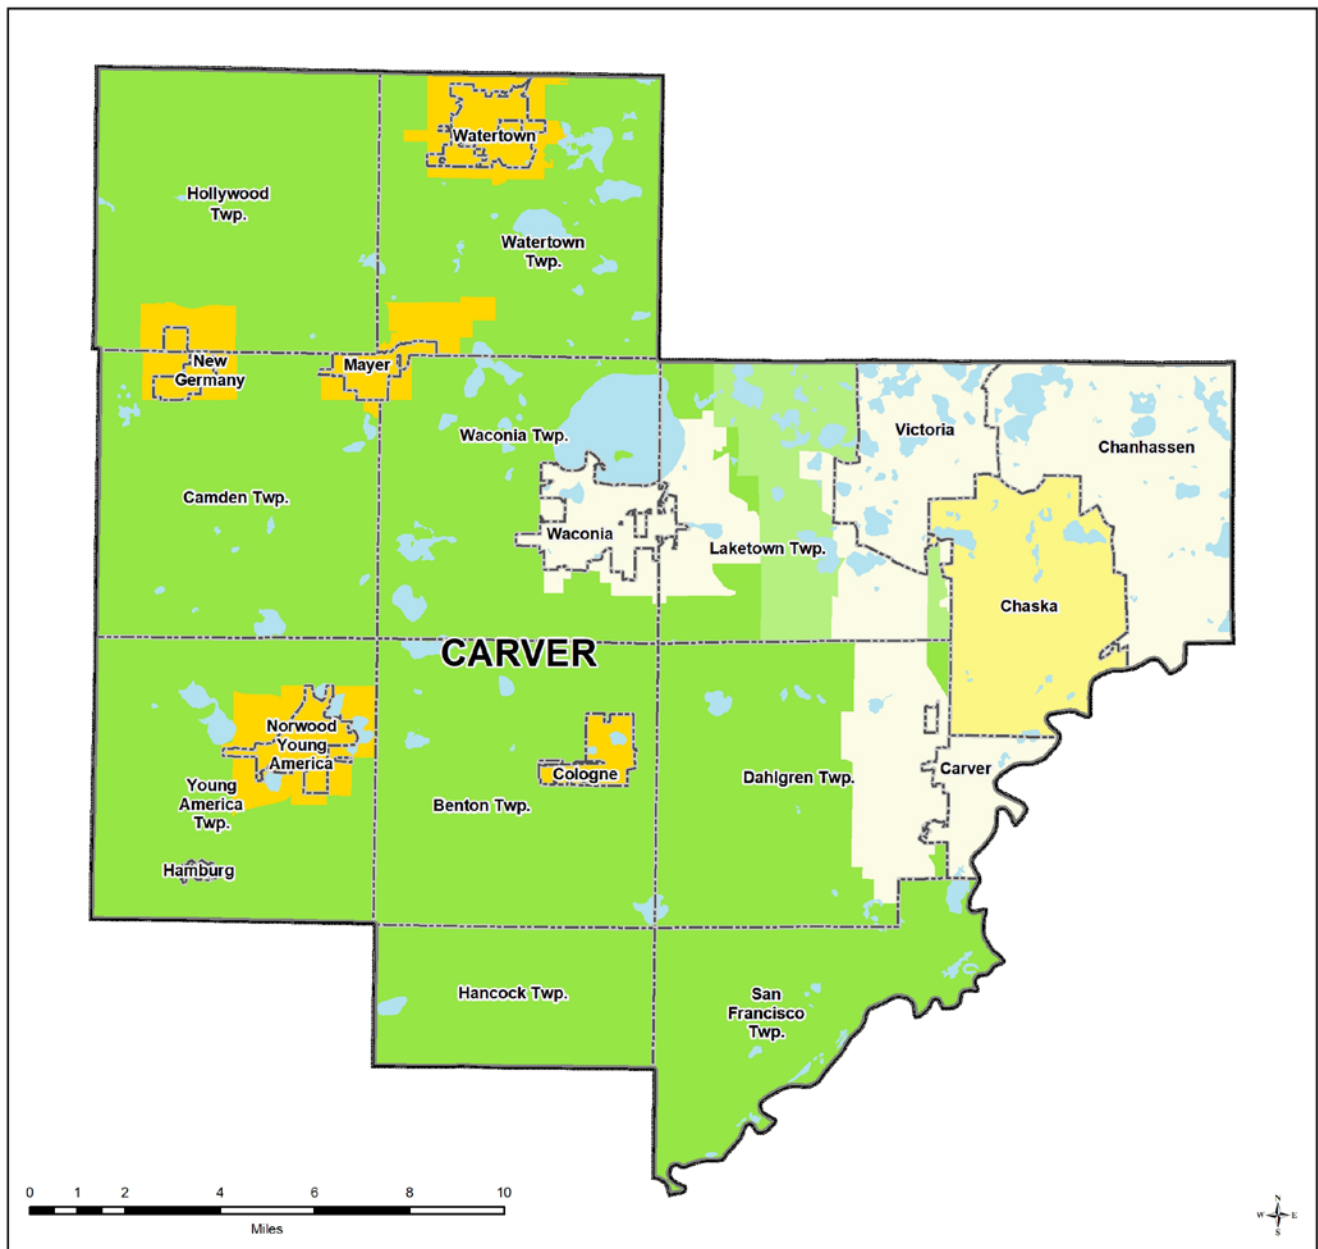 Watertown
Hollywood
Twp.
Watertown
Twp.
New
Germany
Mayer
Waconia Twp.
Victoria
Chanhassen
Camden Twp.
Waconia
Laketown Twp.
Chaska
CARVER
Norwood
Young
America
Young
America
Twp.
Cologne
Benton Twp.
Dahlgren Twp.
Carver
Hamburg
Hancock Twp.
San
Francisco
Twp.
0 1 2 4 6 8 10
Miles
N
W E
S